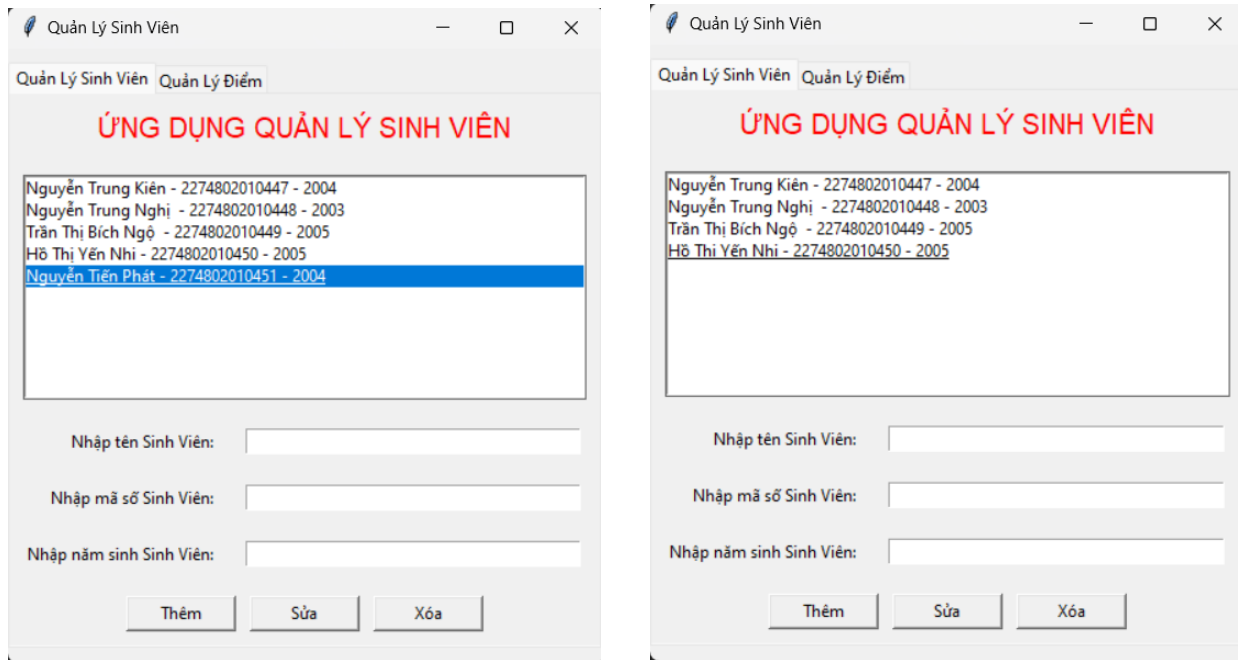 Quản Lý Sinh Viên
Quản Lý Sinh Viên Quản Lý Điểm
ỨNG DỤNG QUẢN LÝ SINH VIÊN
Nguyễn Trung Kiên - 2274802010447 - 2004
Nguyễn Trung Nghị  - 2274802010448 - 2003
Trần Thị Bích Ngộ  - 2274802010449 - 2005
Hồ Thị Yến Nhi - 2274802010450 - 2005
Nguyễn Tiến Phát - 2274802010451 - 2004
Nhập tên Sinh Viên:
Nhập mã số Sinh Viên:
Nhập năm sinh Sinh Viên:
Thêm Sửa Xóa
Quản Lý Sinh Viên
Quản Lý Sinh Viên Quản Lý Điểm
ỨNG DỤNG QUẢN LÝ SINH VIÊN
Nguyễn Trung Kiên - 2274802010447 - 2004
Nguyễn Trung Nghị  - 2274802010448 - 2003
Trần Thị Bích Ngộ  - 2274802010449 - 2005
Hồ Thị Yến Nhi - 2274802010450 - 2005
Nhập tên Sinh Viên:
Nhập mã số Sinh Viên:
Nhập năm sinh Sinh Viên:
Thêm Sửa Xóa